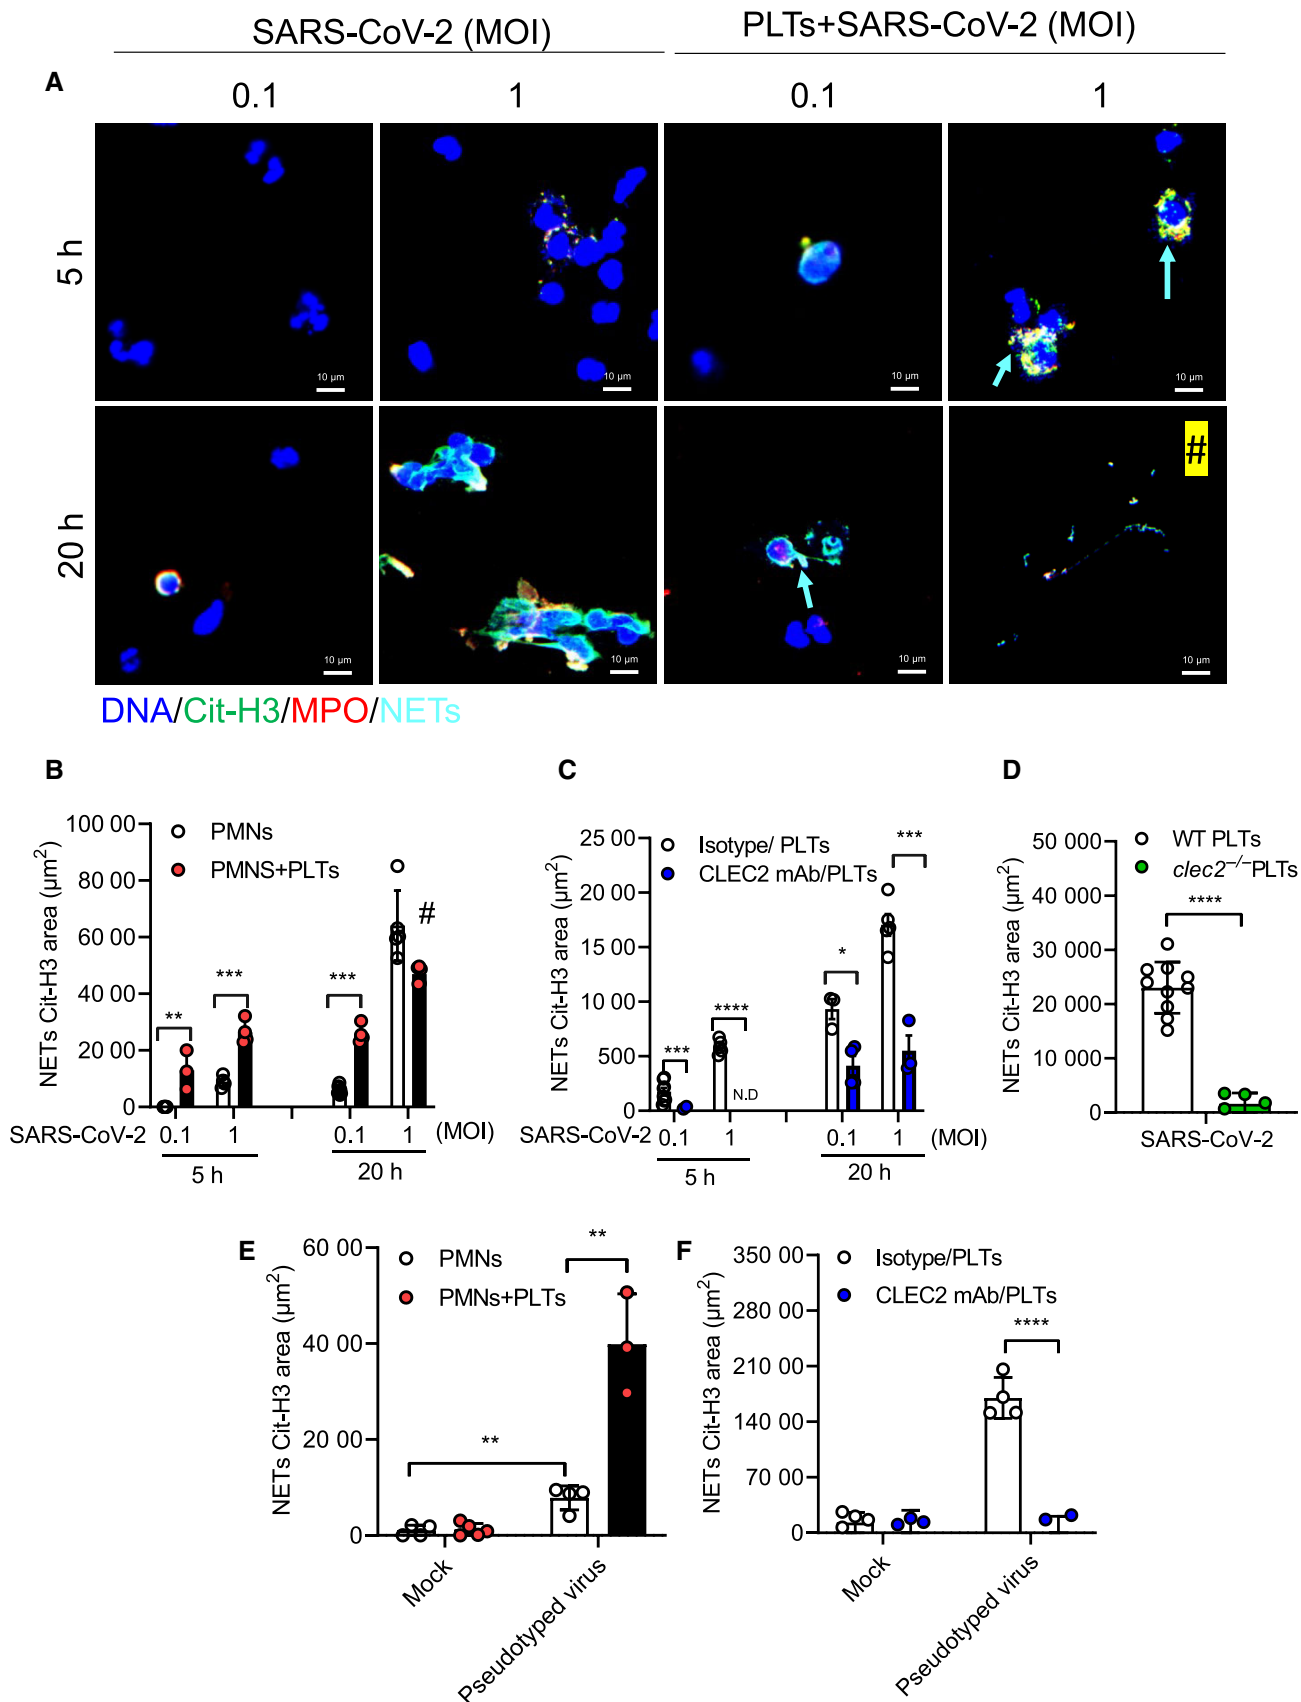 SARS-CoV-2 (MOI)
PLTs+SARS-CoV-2 (MOI)
A
0.1
1
0.1
1
5 h
10 µm
10 µm
10 µm
10 µm
20 h
#
10 µm
10 µm
10 µm
10 µm
DNA/Cit-H3/MPO/NETs
B
NETs Cit-H3 area (µm²)
100 00
80 00
60 00
40 00
20 00
0
PMNs
PMNS+PLTs
**
***
***
#
SARS-CoV-2
0.1
1
0.1
1
(MOI)
5 h
20 h
C
NETs Cit-H3 area (µm²)
25 00
20 00
15 00
10 00
500
0
Isotype/ PLTs
CLEC2 mAb/PLTs
***
****
N.D
*
***
SARS-CoV-2
0.1
1
0.1
1
(MOI)
5 h
20 h
D
NETs Cit-H3 area (µm²)
50 000
40 000
30 000
20 000
10 000
0
WT PLTs
clec2⁻/⁻PLTs
****
SARS-CoV-2
E
NETs Cit-H3 area (µm²)
60 00
40 00
20 00
0
PMNs
PMNs+PLTs
**
**
Mock
Pseudotyped virus
F
NETs Cit-H3 area (µm²)
350 00
280 00
210 00
140 00
70 00
0
Isotype/PLTs
CLEC2 mAb/PLTs
****
Mock
Pseudotyped virus